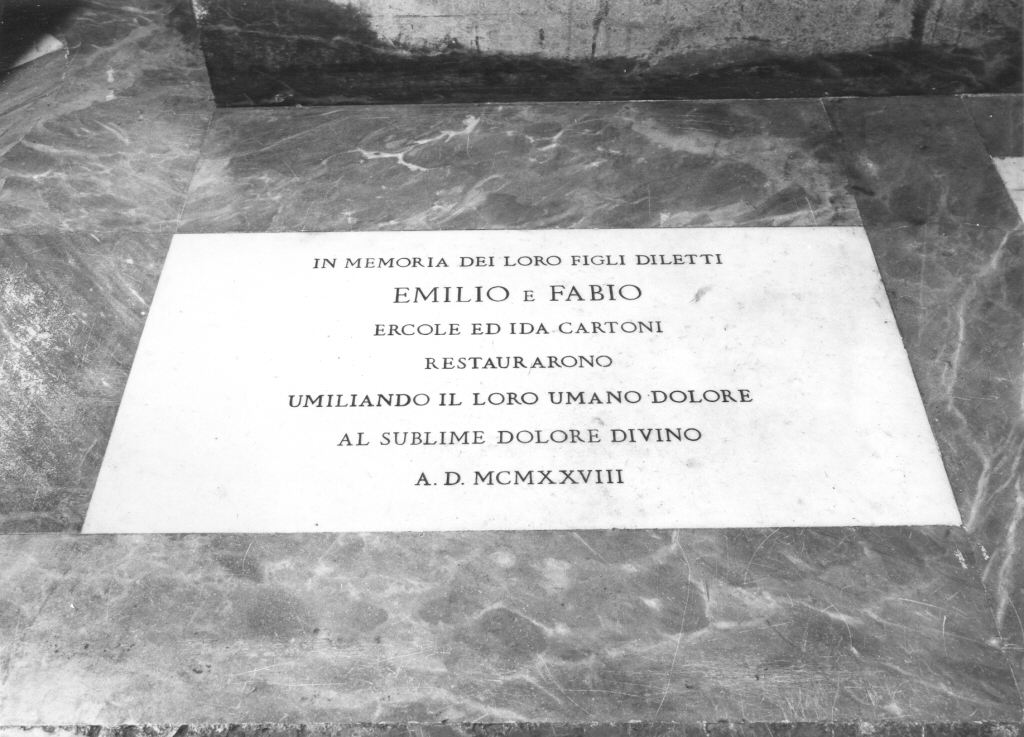 IN MEMORIA DEI LORO FIGLI DILETTI
EMILIO E FABIO
ERCOLE ED IDA CARTONI
RESTAURARONO
UMILIANDO IL LORO UMANO DOLORE
AL SUBLIME DOLORE DIVINO
A. D. MCMXXVIII